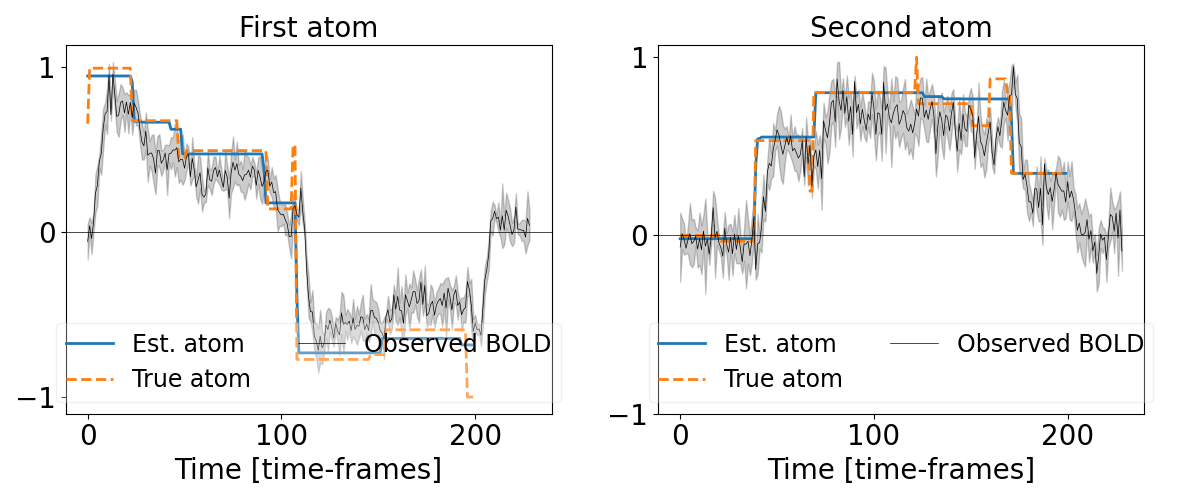 First atom
1
0
−1
Est. atom
True atom
Observed BOLD
0 100 200
Time [time-frames]
Second atom
1
0
−1
Est. atom
True atom
Observed BOLD
0 100 200
Time [time-frames]